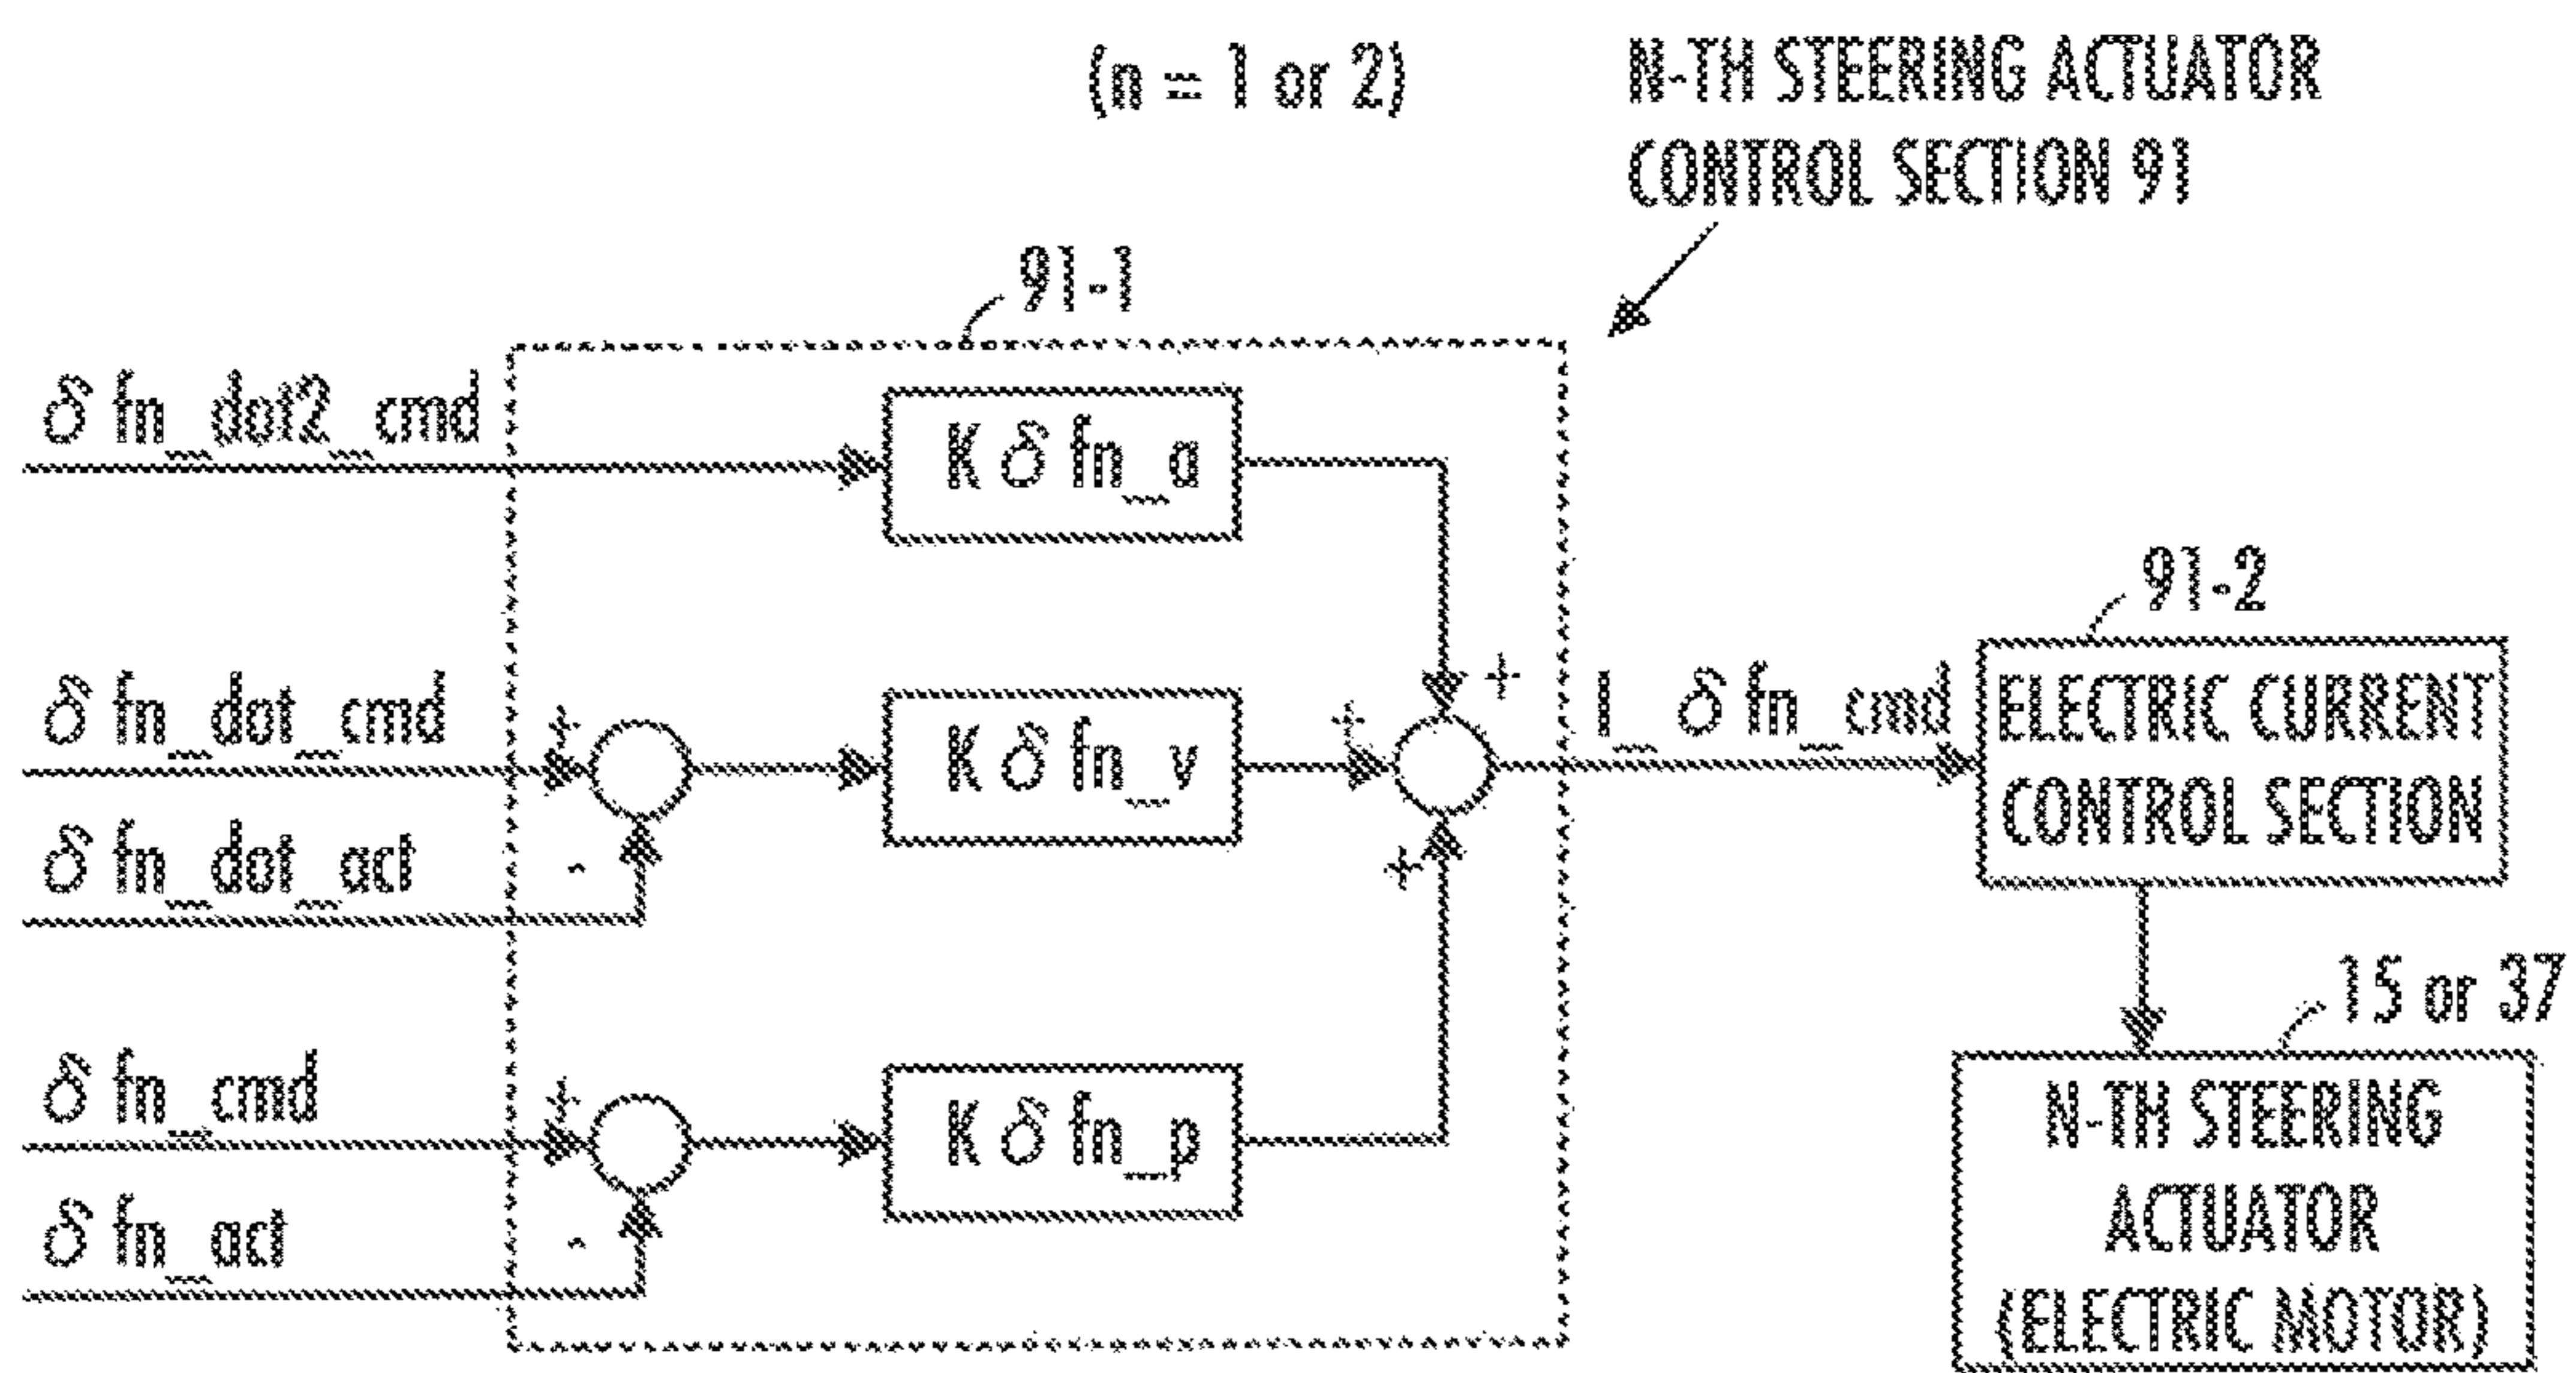 (n = 1 or 2)
N-TH STEERING ACTUATOR
CONTROL SECTION 91
91-1
δ fn_dot2_cmd
K δ fn_a
δ fn_dot_cmd
+
δ fn_dot_act
-
K δ fn_v
+
+
+
I_δ fn_cmd
91-2
ELECTRIC CURRENT
CONTROL SECTION
δ fn_cmd
+
δ fn_act
-
K δ fn_p
15 or 37
N-TH STEERING
ACTUATOR
(ELECTRIC MOTOR)